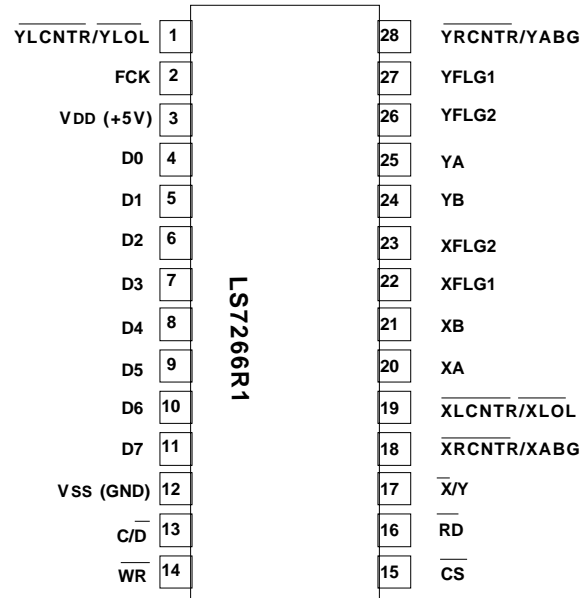 YLCNTR/YLOL 1 28 YRCNTR/YABG
FCK 2 27 YFLG1
VDD (+5V) 3 26 YFLG2
D0 4 25 YA
D1 5 24 YB
D2 6 23 XFLG2
D3 7 22 XFLG1
D4 8 21 XB
D5 9 20 XA
D6 10 19 XLCNTR/XLOL
D7 11 18 XRCNTR/XABG
VSS (GND) 12 17 X/Y
C/D 13 16 RD
WR 14 15 CS
LS7266R1